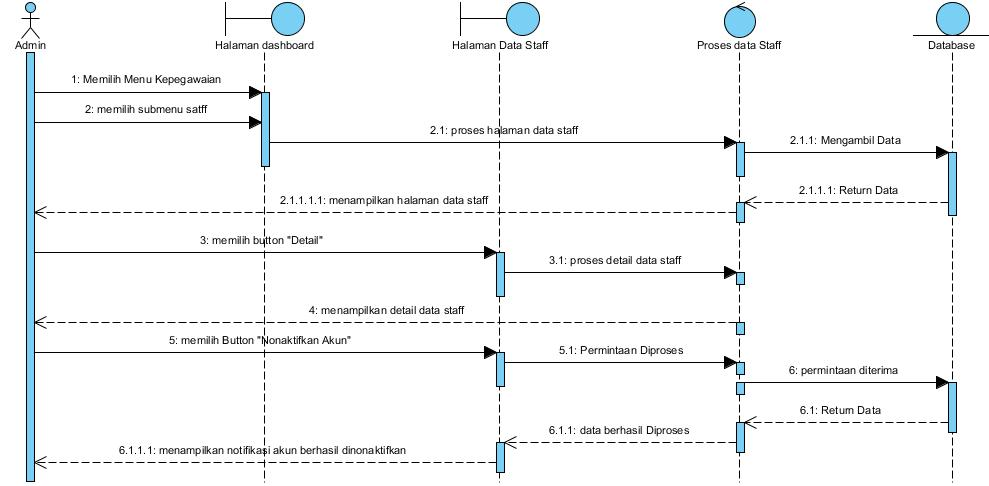 Admin
Halaman dashboard
Halaman Data Staff
Proses data Staff
Database
1: Memilih Menu Kepegawaian
2: memilih submenu satff
2.1: proses halaman data staff
2.1.1: Mengambil Data
2.1.1.1: Return Data
2.1.1.1.1: menampilkan halaman data staff
3: memilih button "Detail"
3.1: proses detail data staff
4: menampilkan detail data staff
5: memilih Button "Nonaktifkan Akun"
5.1: Permintaan Diproses
6: permintaan diterima
6.1: Return Data
6.1.1: data berhasil Diproses
6.1.1.1: menampilkan notifikasi akun berhasil dinonaktifkan